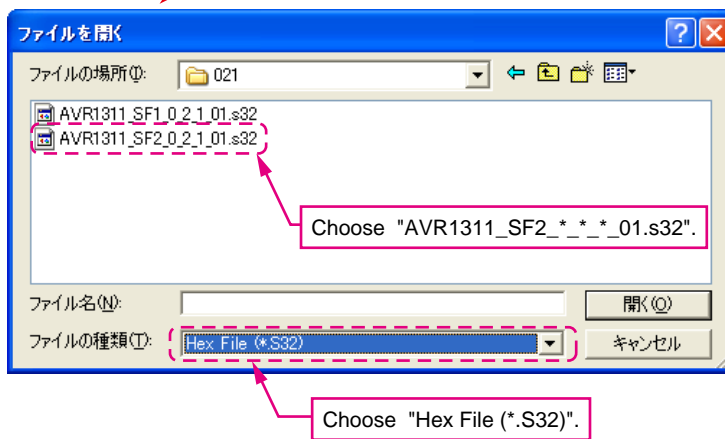 ファイルを開く
ファイルの場所(I): 021
AVR1311_SF1_0_2_1_01.s32
AVR1311_SF2_0_2_1_01.s32
Choose "AVR1311_SF2_*_*_*_01.s32".
ファイル名(N): 開く(O)
ファイルの種類(T): Hex File (*.S32) キャンセル
Choose "Hex File (*.S32)".